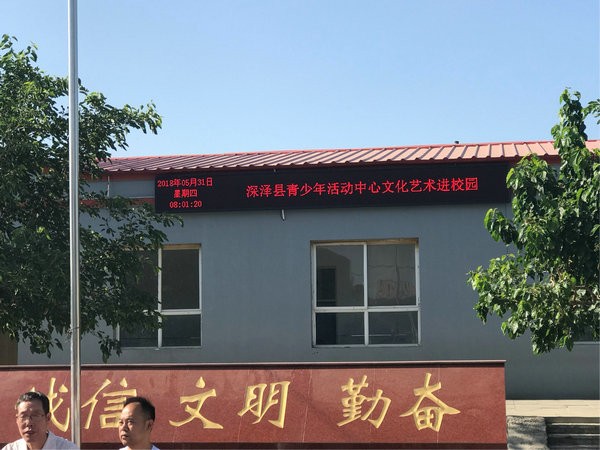 2018年05月31日
星期四
08:01:20
深泽县青少年活动中心文化艺术进校园
诚信 文明 勤奋